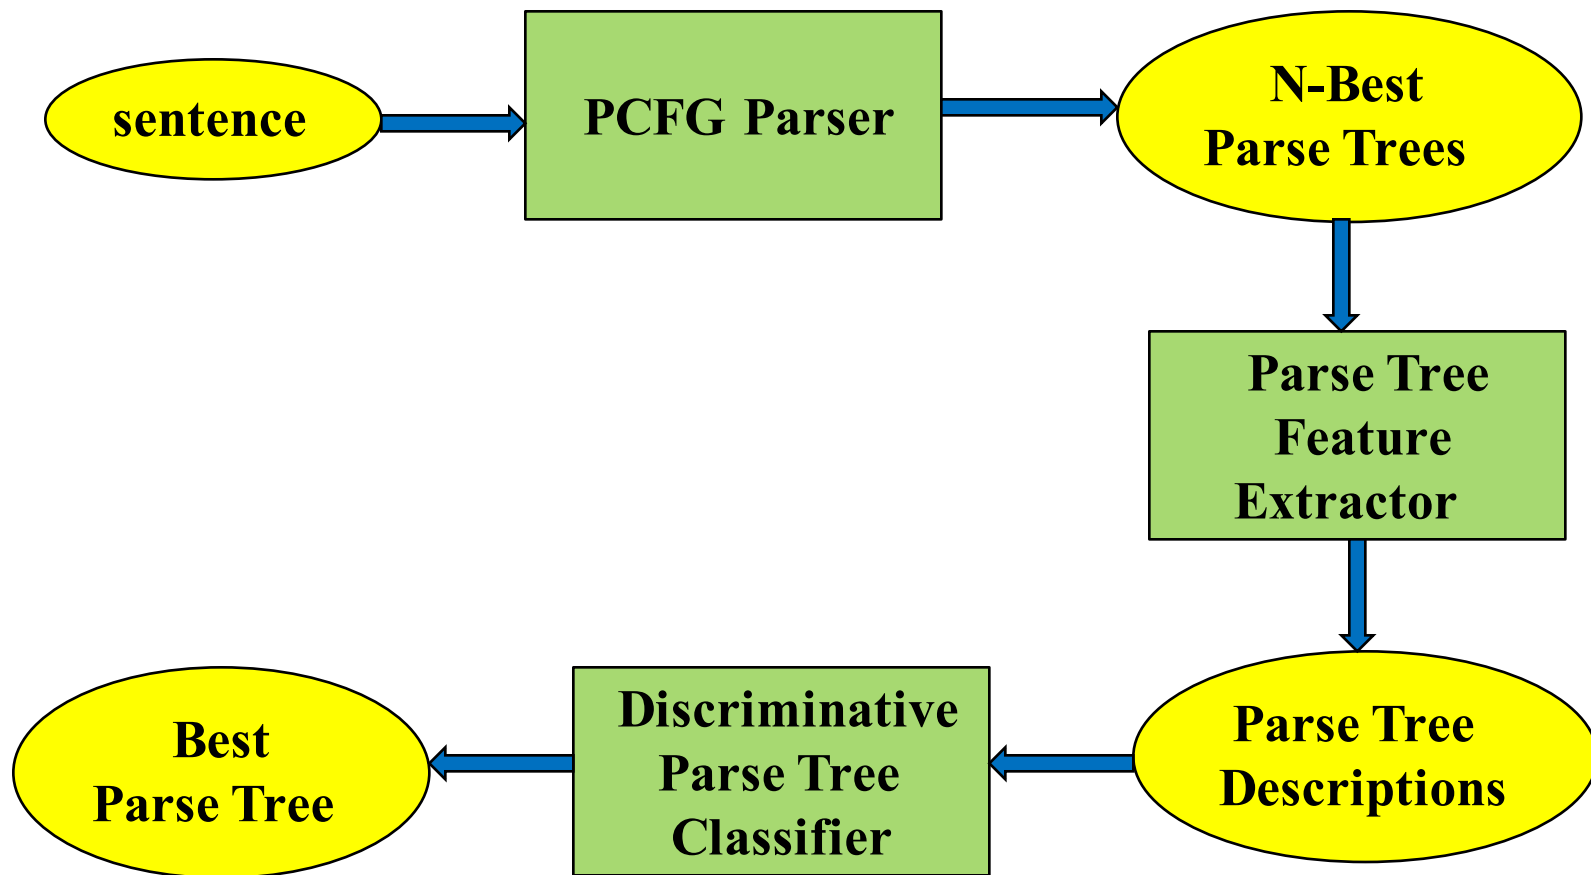 sentence
PCFG Parser
N-Best
Parse Trees
Parse Tree
Feature
Extractor
Parse Tree
Descriptions
Discriminative
Parse Tree
Classifier
Best
Parse Tree